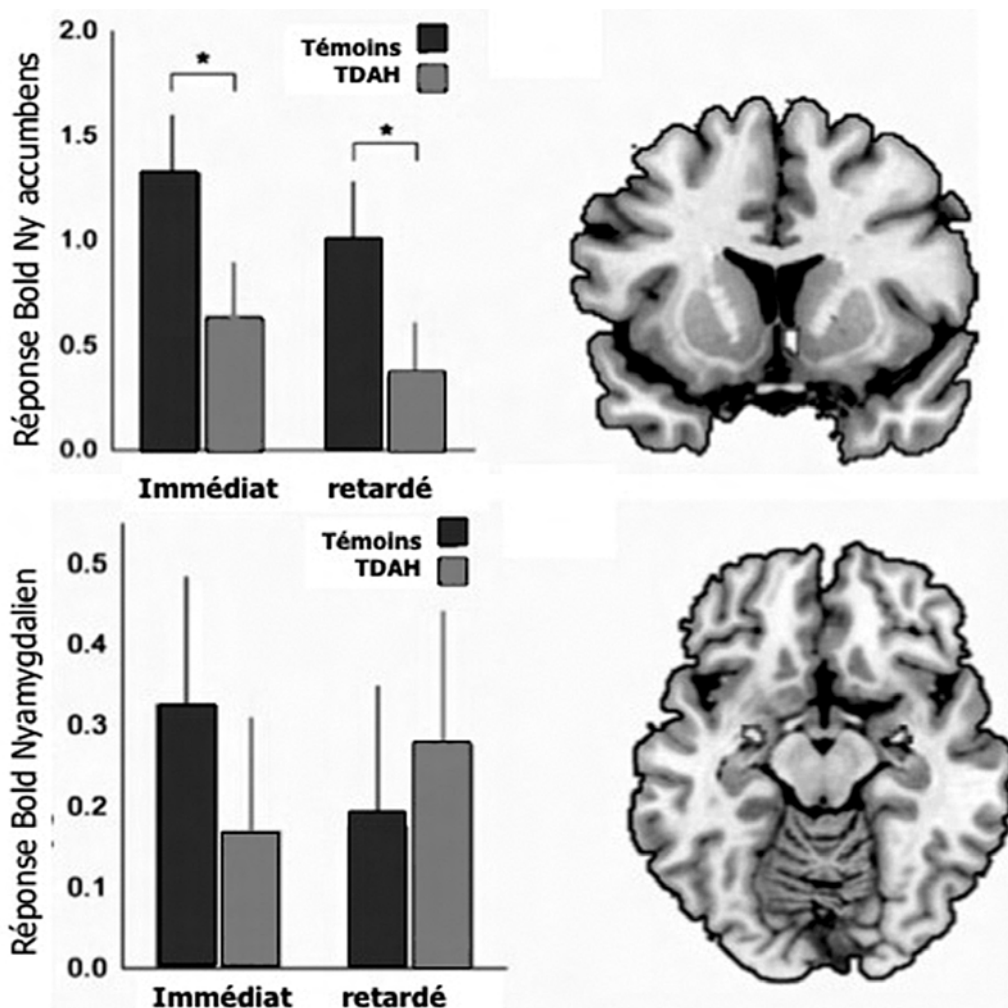 2.0
Témoins
TDAH
*
*
1.5
1.0
0.5
0.0
Réponse Bold Ny accumbens
Immédiat retardé
Témoins
TDAH
0.5
0.4
0.3
0.2
0.1
0.0
Réponse Bold Nyamygdalien
Immédiat retardé